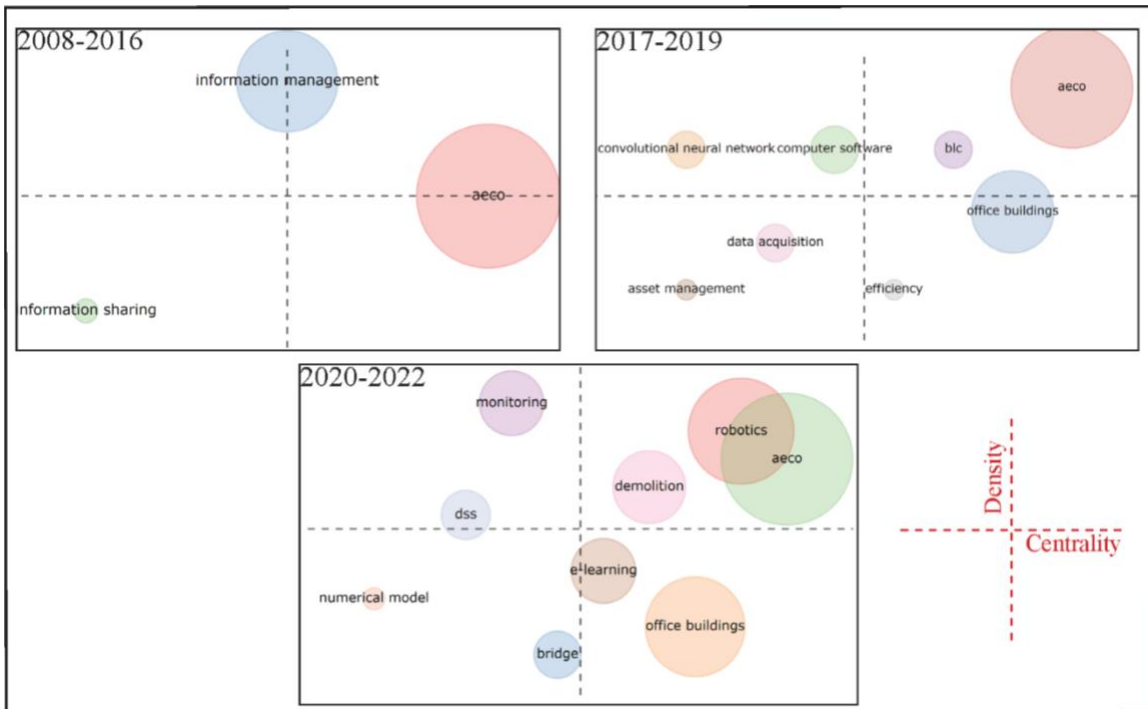 2008-2016
information management
aeco
nformation sharing
2017-2019
aeco
convolutional neural network
computer software
blc
office buildings
data acquisition
asset management
efficiency
2020-2022
monitoring
robotics
aeco
demolition
dss
e-learning
numerical model
office buildings
bridge
Density
Centrality